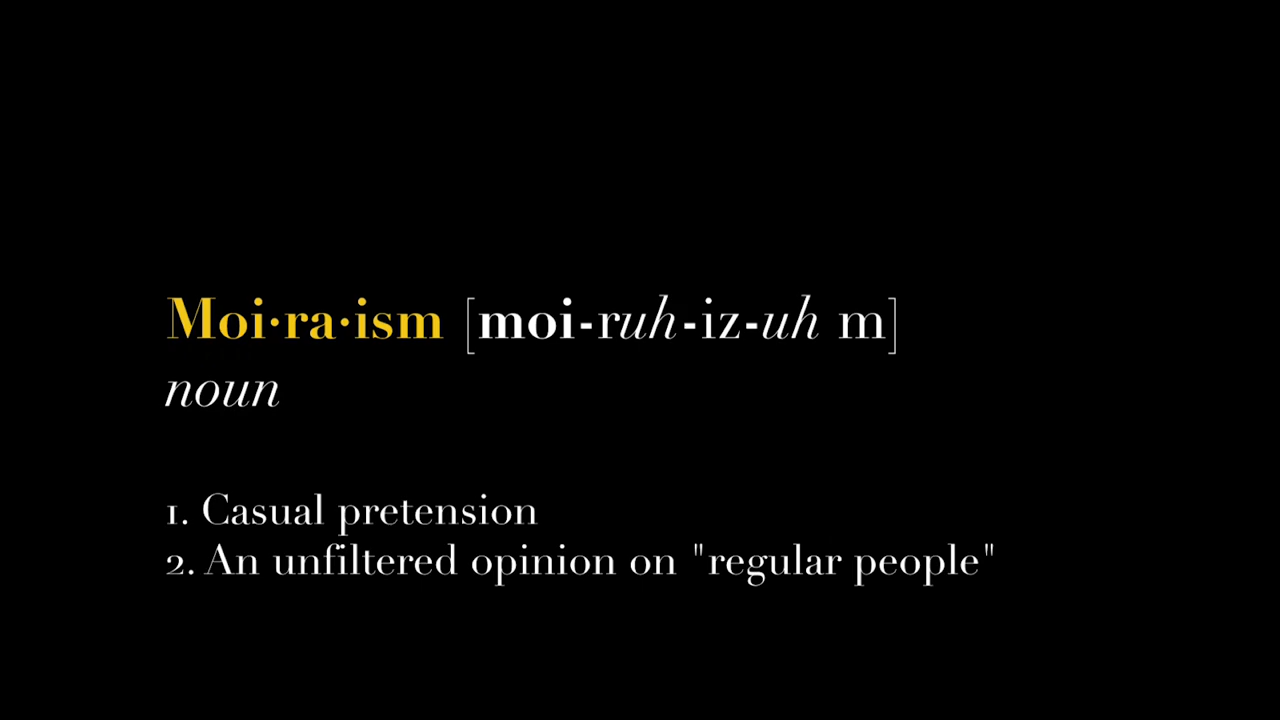 Moi·ra·ism [moi-ruh-iz-uh m]
noun
1. Casual pretension
2. An unfiltered opinion on "regular people"